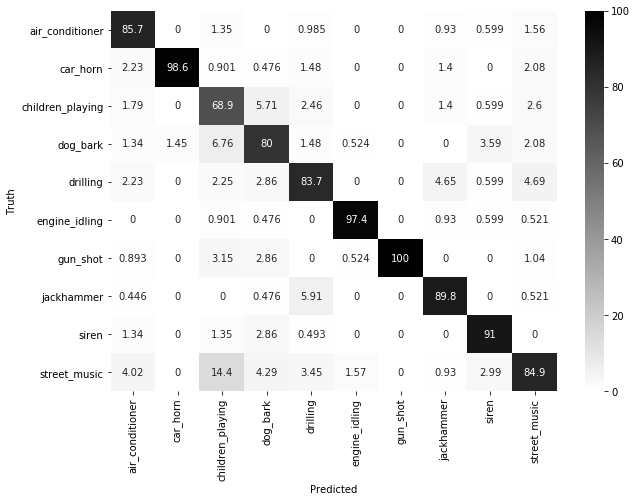 air_conditioner 85.7 0 1.35 0 0.985 0 0 0.93 0.599 1.56
car_horn 2.23 98.6 0.901 0.476 1.48 0 0 1.4 0 2.08
children_playing 1.79 0 68.9 5.71 2.46 0 0 1.4 0.599 2.6
dog_bark 1.34 1.45 6.76 80 1.48 0.524 0 0 3.59 2.08
drilling 2.23 0 2.25 2.86 83.7 0 0 4.65 0.599 4.69
engine_idling 0 0 0.901 0.476 0 97.4 0 0.93 0.599 0.521
gun_shot 0.893 0 3.15 2.86 0 0.524 100 0 0 1.04
jackhammer 0.446 0 0 0.476 5.91 0 0 89.8 0 0.521
siren 1.34 0 1.35 2.86 0.493 0 0 0 91 0
street_music 4.02 0 14.4 4.29 3.45 1.57 0 0.93 2.99 84.9
Truth
air_conditioner
car_horn
children_playing
dog_bark
drilling
engine_idling
gun_shot
jackhammer
siren
street_music
Predicted
100
80
60
40
20
0